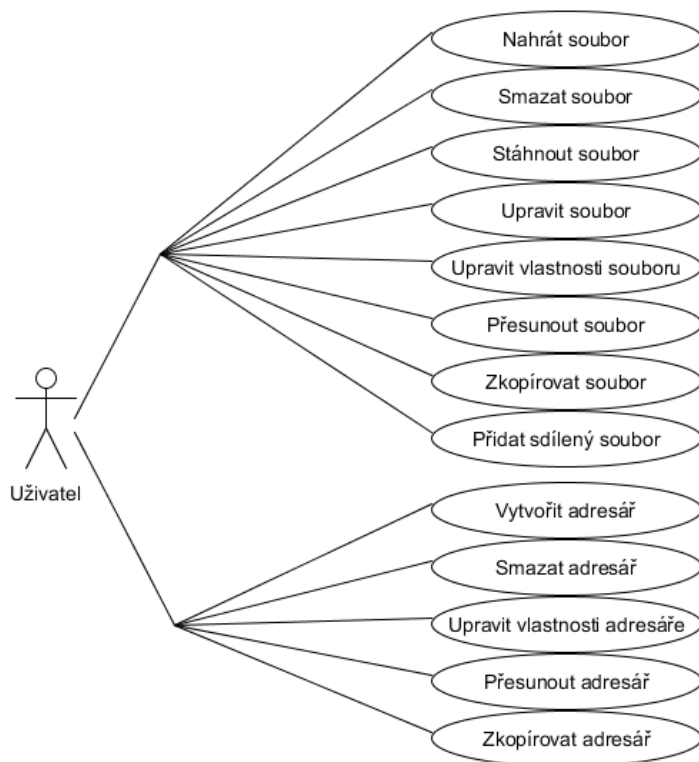 Nahrát soubor
Smazat soubor
Stáhnout soubor
Upravit soubor
Upravit vlastnosti souboru
Přesunout soubor
Zkopírovat soubor
Přidat sdílený soubor
Uživatel
Vytvořit adresář
Smazat adresář
Upravit vlastnosti adresáře
Přesunout adresář
Zkopírovat adresář